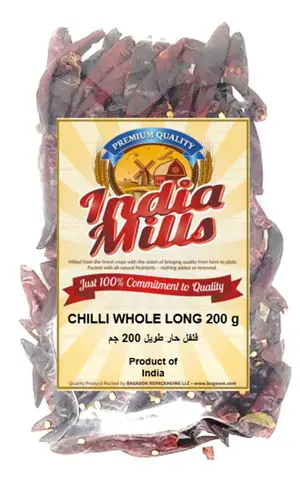 PREMIUM QUALITY
India
Mills
Milled from the finest crops with the vision of bringing quality from farm to plate.
Packed with all natural Nutrients - nothing added or removed.
Just 100% Commitment to Quality
CHILLI WHOLE LONG 200 g
فلفل حار طويل 200 جم
Product of
India
Quality Product Packed by BAGASON REPACKAGING LLC - www.bagason.com